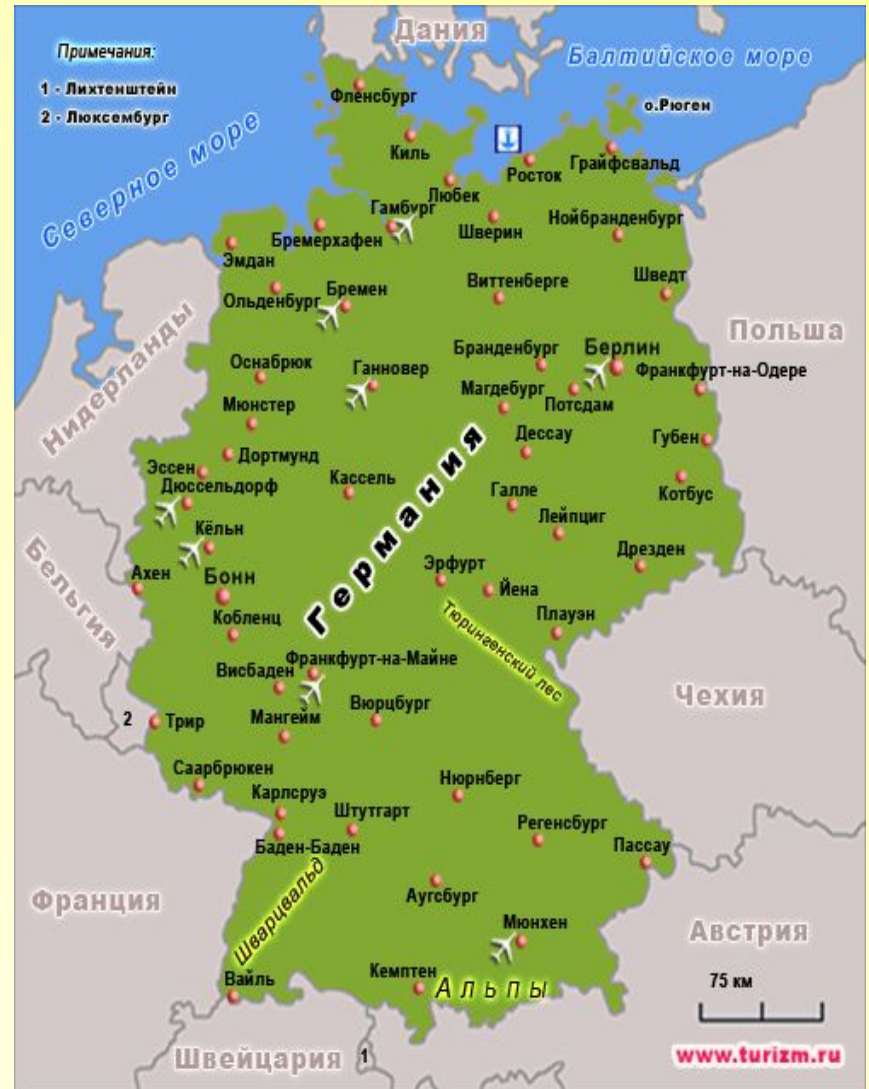 Дания
Примечания:
Балтийское море
1 - Лихтенштейн
2 - Люксембург
Фленсбург
о.Рюген
Северное море
Киль
Росток
Грайфсвальд
Любек
Гамбург
Шверин
Нойбранденбург
Бремерхафен
Эмдан
Ольденбург
Бремен
Виттенберге
Шведт
Польша
Нидерланды
Оснабрюк
Ганновер
Бранденбург
Берлин
Франкфурт-на-Одере
Магдебург
Потсдам
Мюнстер
Дессау
Губен
Эссен
Дортмунд
Дюссельдорф
Кассель
Галле
Котбус
Германия
Лейпциг
Кёльн
Дрезден
Бельгия
Ахен
Бонн
Эрфурт
Йена
Кобленц
Плауэн
Тюрингенский лес
Франкфурт-на-Майне
Висбаден
Чехия
Вюрцбург
2
Трир
Мангейм
Саарбрюкен
Нюрнберг
Карлсруэ
Штутгарт
Регенсбург
Баден-Баден
Пассау
Франция
Шварцвальд
Аугсбург
Мюнхен
Австрия
Вайль
Кемптен
Альпы
75 км
Швейцария
1
www.turizm.ru